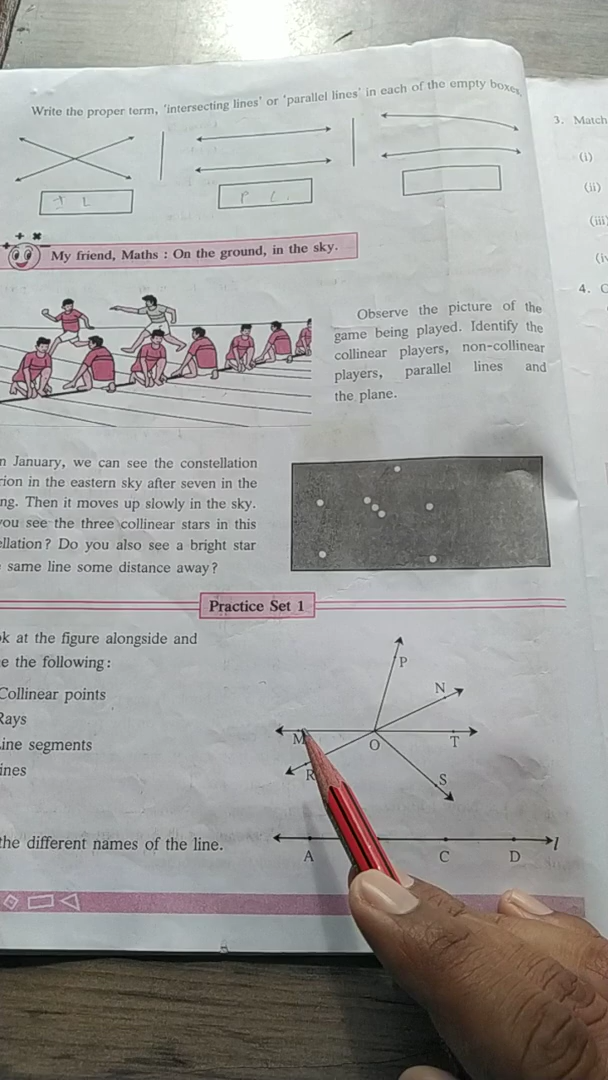 Write the proper term, 'intersecting lines' or 'parallel lines' in each of the empty boxes,
I L
P L
My friend, Maths : On the ground, in the sky.
Observe the picture of the
game being played. Identify the
collinear players, non-collinear
players, parallel lines and
the plane.
n January, we can see the constellation
rion in the eastern sky after seven in the
ng. Then it moves up slowly in the sky.
ou see the three collinear stars in this
ellation? Do you also see a bright star
same line some distance away?
Practice Set 1
ok at the figure alongside and
e the following:
Collinear points
Rays
ine segments
ines
P
N
M
O
T
R
S
the different names of the line.
A
C
D
l
3. Match
(i)
(ii)
(iii)
(iv
4. C